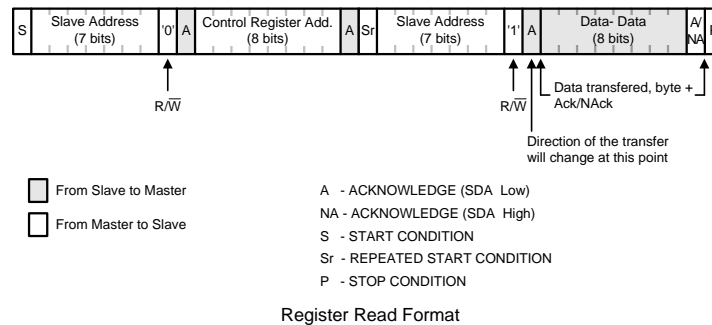 S Slave Address (7 bits) '0' A Control Register Add. (8 bits) A Sr Slave Address (7 bits) '1' A Data- Data (8 bits) A/ NA
R/W̅ R/W̅ Data transfered, byte + Ack/NAck
Direction of the transfer
will change at this point
From Slave to Master
From Master to Slave
A - ACKNOWLEDGE (SDA Low)
NA - ACKNOWLEDGE (SDA High)
S - START CONDITION
Sr - REPEATED START CONDITION
P - STOP CONDITION
Register Read Format